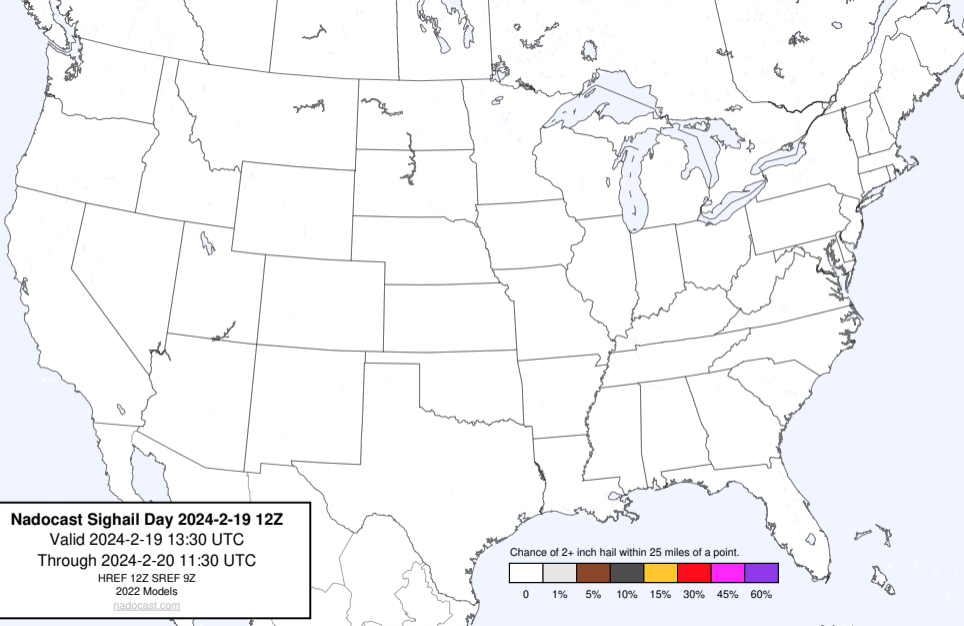 Nadocast Sighail Day 2024-2-19 12Z
Valid 2024-2-19 13:30 UTC
Through 2024-2-20 11:30 UTC
HREF 12Z SREF 9Z
2022 Models
nadocast.com
Chance of 2+ inch hail within 25 miles of a point.
0 1% 5% 10% 15% 30% 45% 60%